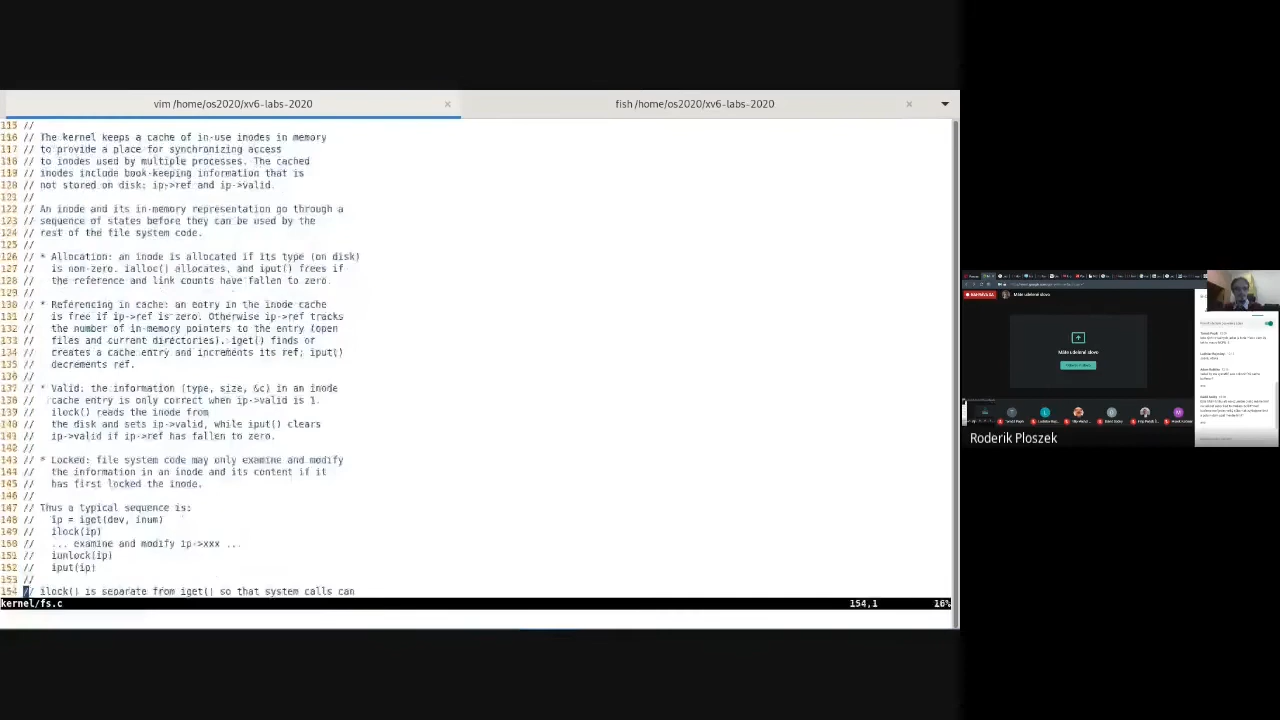 vim /home/os2020/xv6-labs-2020
fish /home/os2020/xv6-labs-2020
115 //
116 // The kernel keeps a cache of in-use inodes in memory
117 // to provide a place for synchronizing access
118 // to inodes used by multiple processes. The cached
119 // inodes include book-keeping information that is
120 // not stored on disk: ip->ref and ip->valid.
121 //
122 // An inode and its in-memory representation go through a
123 // sequence of states before they can be used by the
124 // rest of the file system code.
125 //
126 // * Allocation: an inode is allocated if its type (on disk)
127 //   is non-zero. ialloc() allocates, and iput() frees if
128 //   the reference and link counts have fallen to zero.
129 //
130 // * Referencing in cache: an entry in the inode cache
131 //   is free if ip->ref is zero. Otherwise ip->ref tracks
132 //   the number of in-memory pointers to the entry (open
133 //   files and current directories). iget() finds or
134 //   creates a cache entry and increments its ref; iput()
135 //   decrements ref.
136 //
137 // * Valid: the information (type, size, &c) in an inode
138 //   cache entry is only correct when ip->valid is 1.
139 //   ilock() reads the inode from
140 //   the disk and sets ip->valid, while iput() clears
141 //   ip->valid if ip->ref has fallen to zero.
142 //
143 // * Locked: file system code may only examine and modify
144 //   the information in an inode and its content if it
145 //   has first locked the inode.
146 //
147 // Thus a typical sequence is:
148 //   ip = iget(dev, inum)
149 //   ilock(ip)
150 //   ... examine and modify ip->xxx ...
151 //   iunlock(ip)
152 //   iput(ip)
153 //
154 // ilock() is separate from iget() so that system calls can
kernel/fs.c 154,1 16%
Máte udelené slovo
Máte udelené slovo
Roderik Ploszek